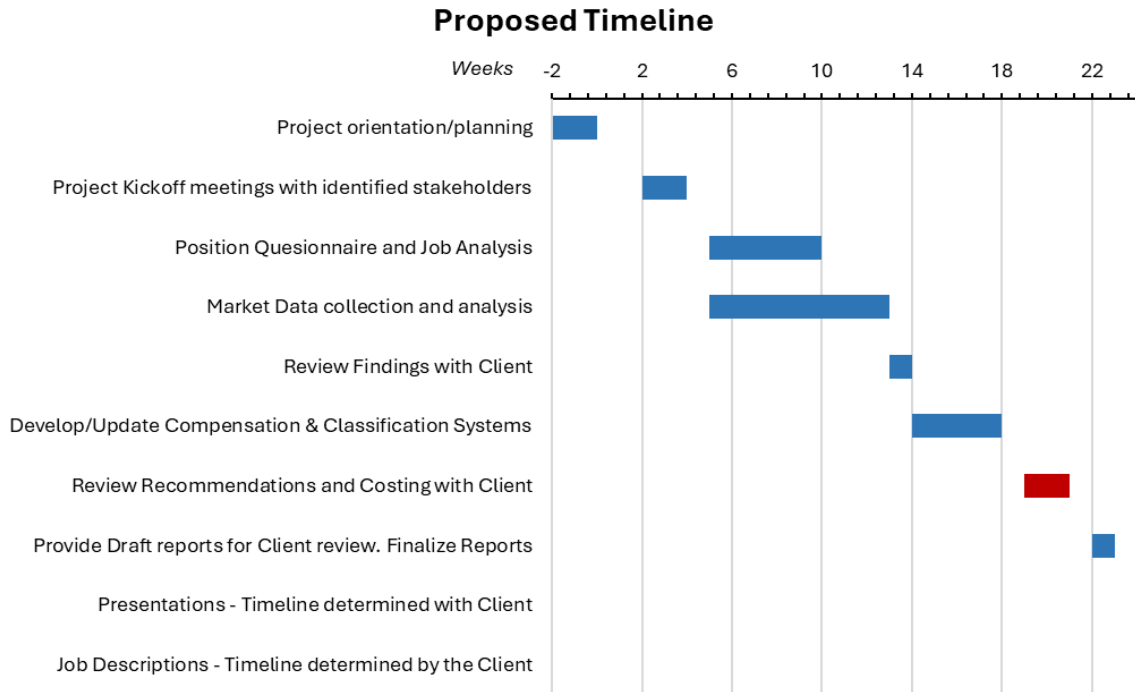 Proposed Timeline
Weeks -2 2 6 10 14 18 22
Project orientation/planning
Project Kickoff meetings with identified stakeholders
Position Quesionnaire and Job Analysis
Market Data collection and analysis
Review Findings with Client
Develop/Update Compensation & Classification Systems
Review Recommendations and Costing with Client
Provide Draft reports for Client review. Finalize Reports
Presentations - Timeline determined with Client
Job Descriptions - Timeline determined by the Client